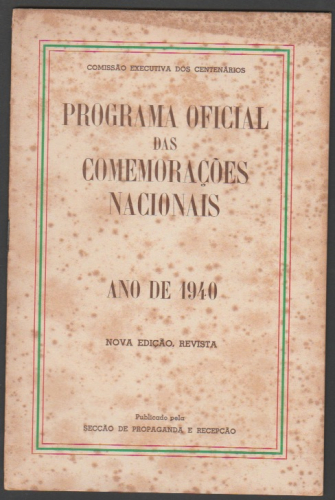 COMISSÃO EXECUTIVA DOS CENTENÁRIOS
PROGRAMA OFICIAL
DAS
COMEMORAÇÕES
NACIONAIS
ANO DE 1940
NOVA EDIÇÃO, REVISTA
Publicado pela
SECÇÃO DE PROPAGANDA E RECEPÇÃO